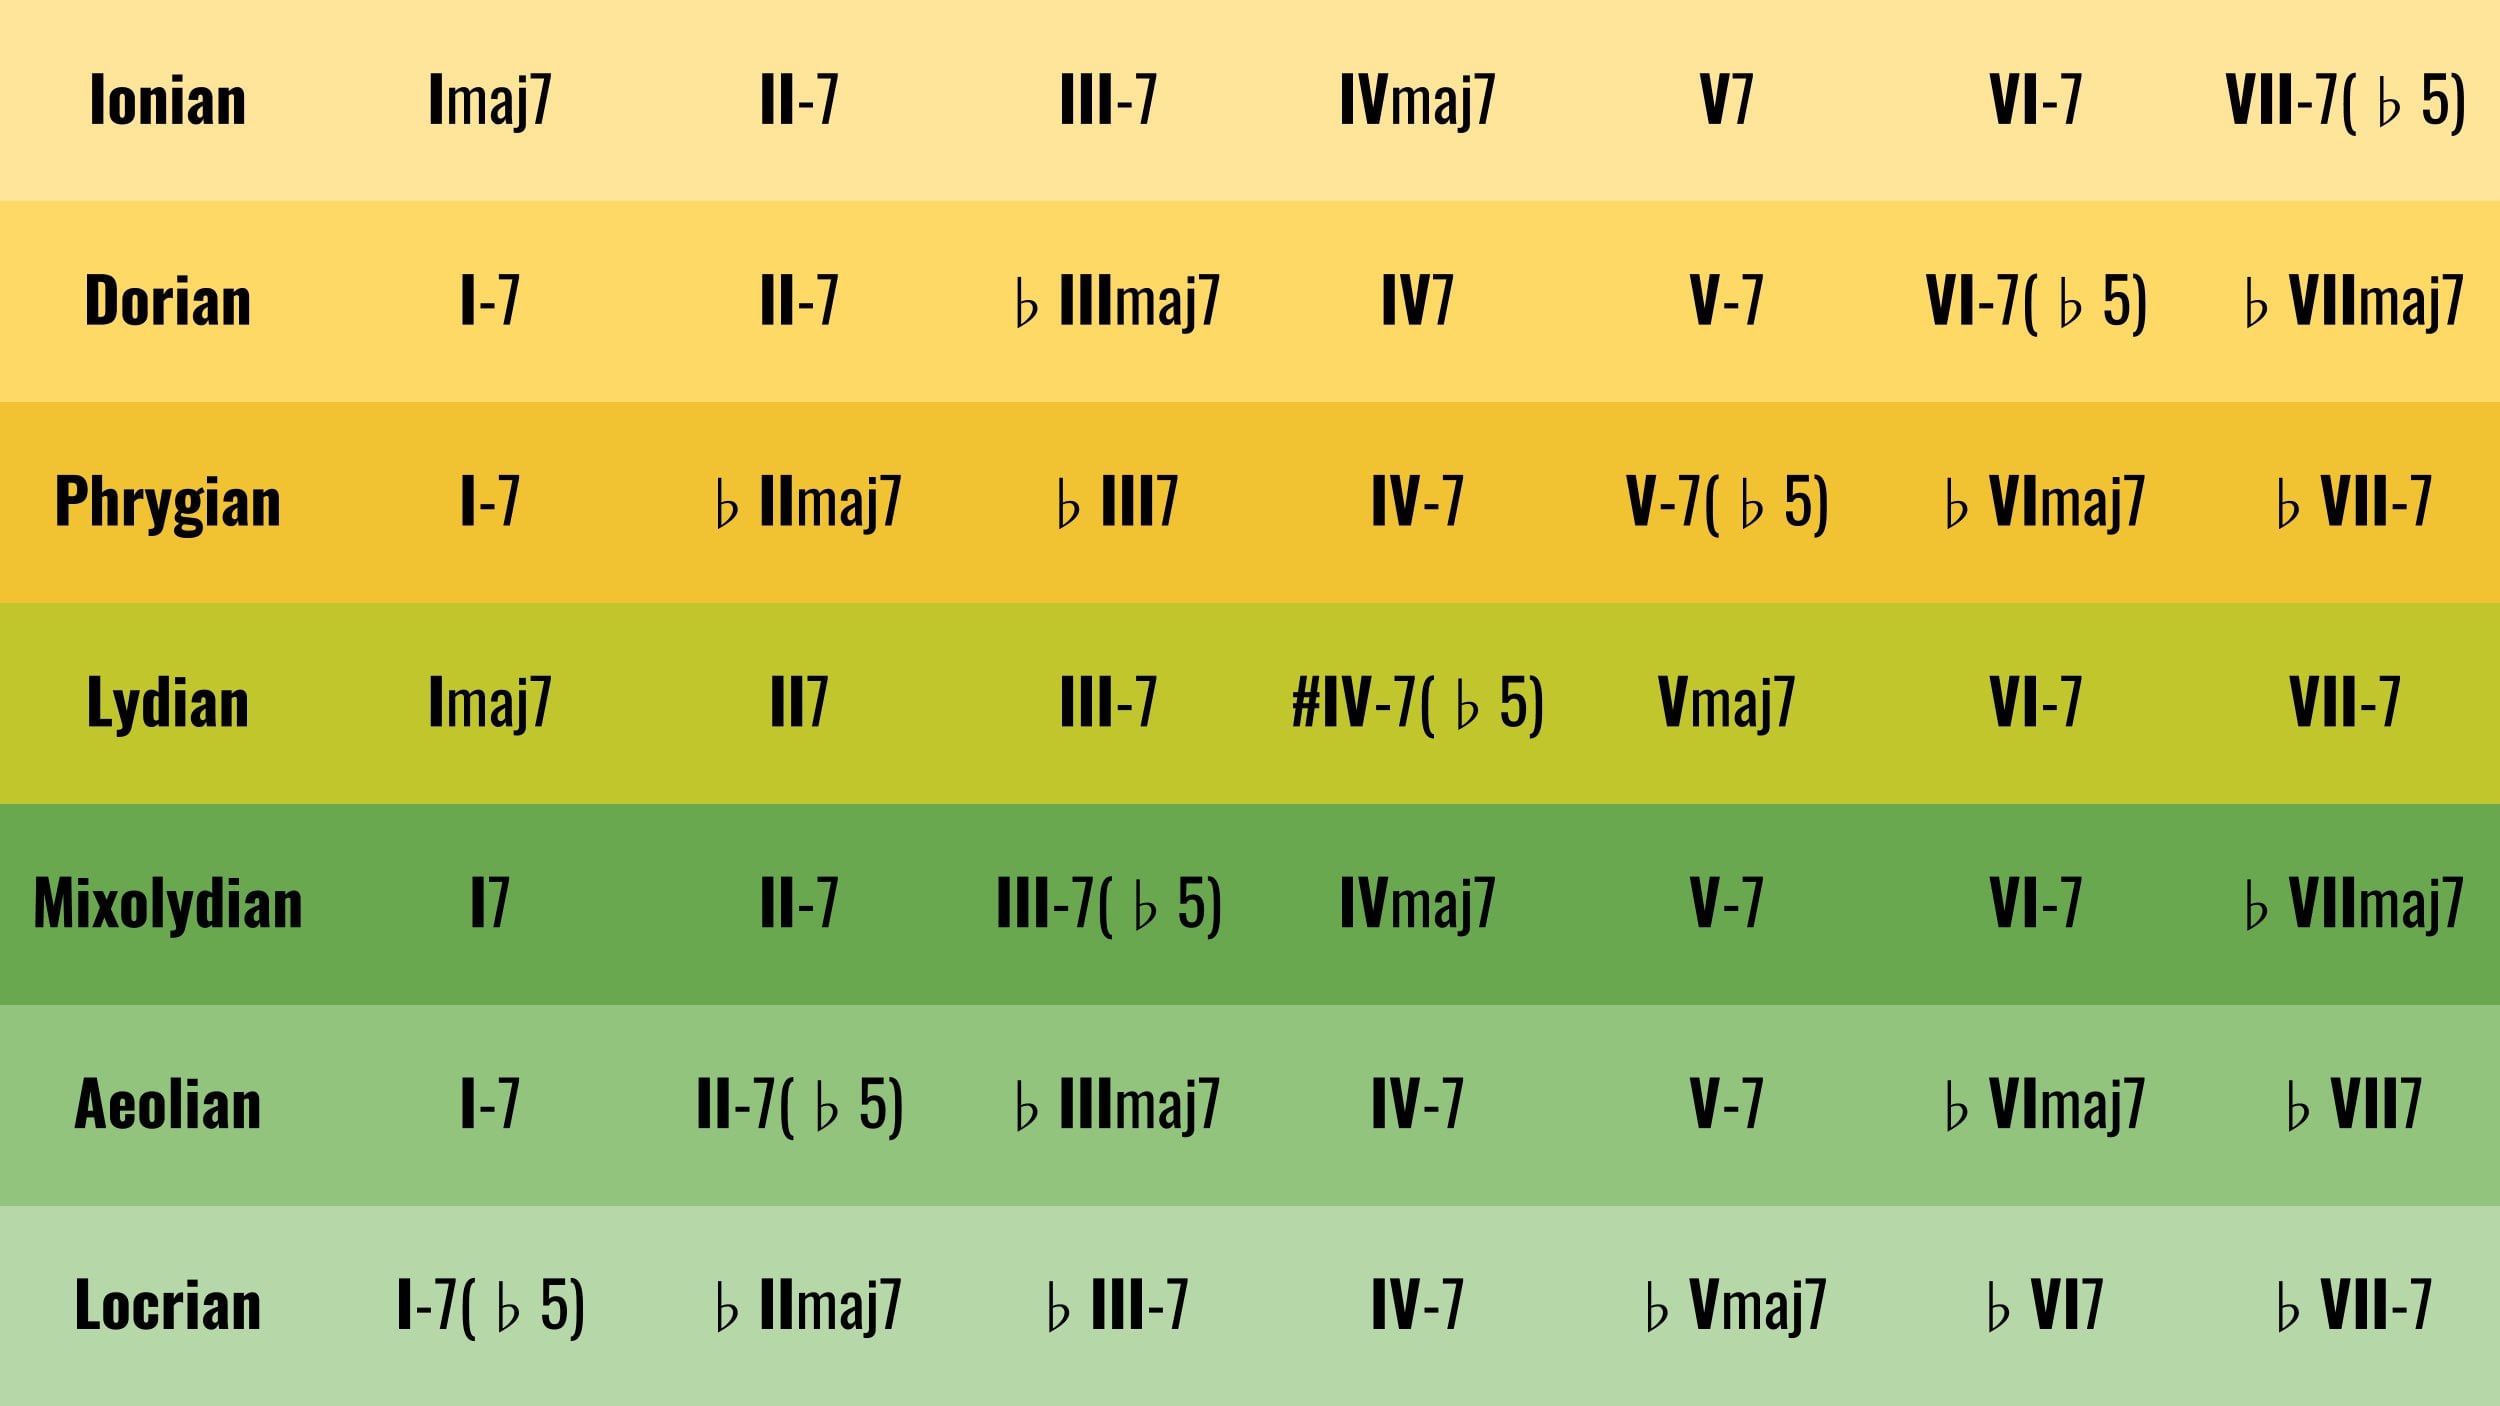 Ionian Imaj7 II-7 III-7 IVmaj7 V7 VI-7 VII-7(♭5)
Dorian I-7 II-7 ♭IIImaj7 IV7 V-7 VI-7(♭5) ♭VIImaj7
Phrygian I-7 ♭IImaj7 ♭III7 IV-7 V-7(♭5) ♭VImaj7 ♭VII-7
Lydian Imaj7 II7 III-7 #IV-7(♭5) Vmaj7 VI-7 VII-7
Mixolydian I7 II-7 III-7(♭5) IVmaj7 V-7 VI-7 ♭VIImaj7
Aeolian I-7 II-7(♭5) ♭IIImaj7 IV-7 V-7 ♭VImaj7 ♭VII7
Locrian I-7(♭5) ♭IImaj7 ♭III-7 IV-7 ♭Vmaj7 ♭VI7 ♭VII-7